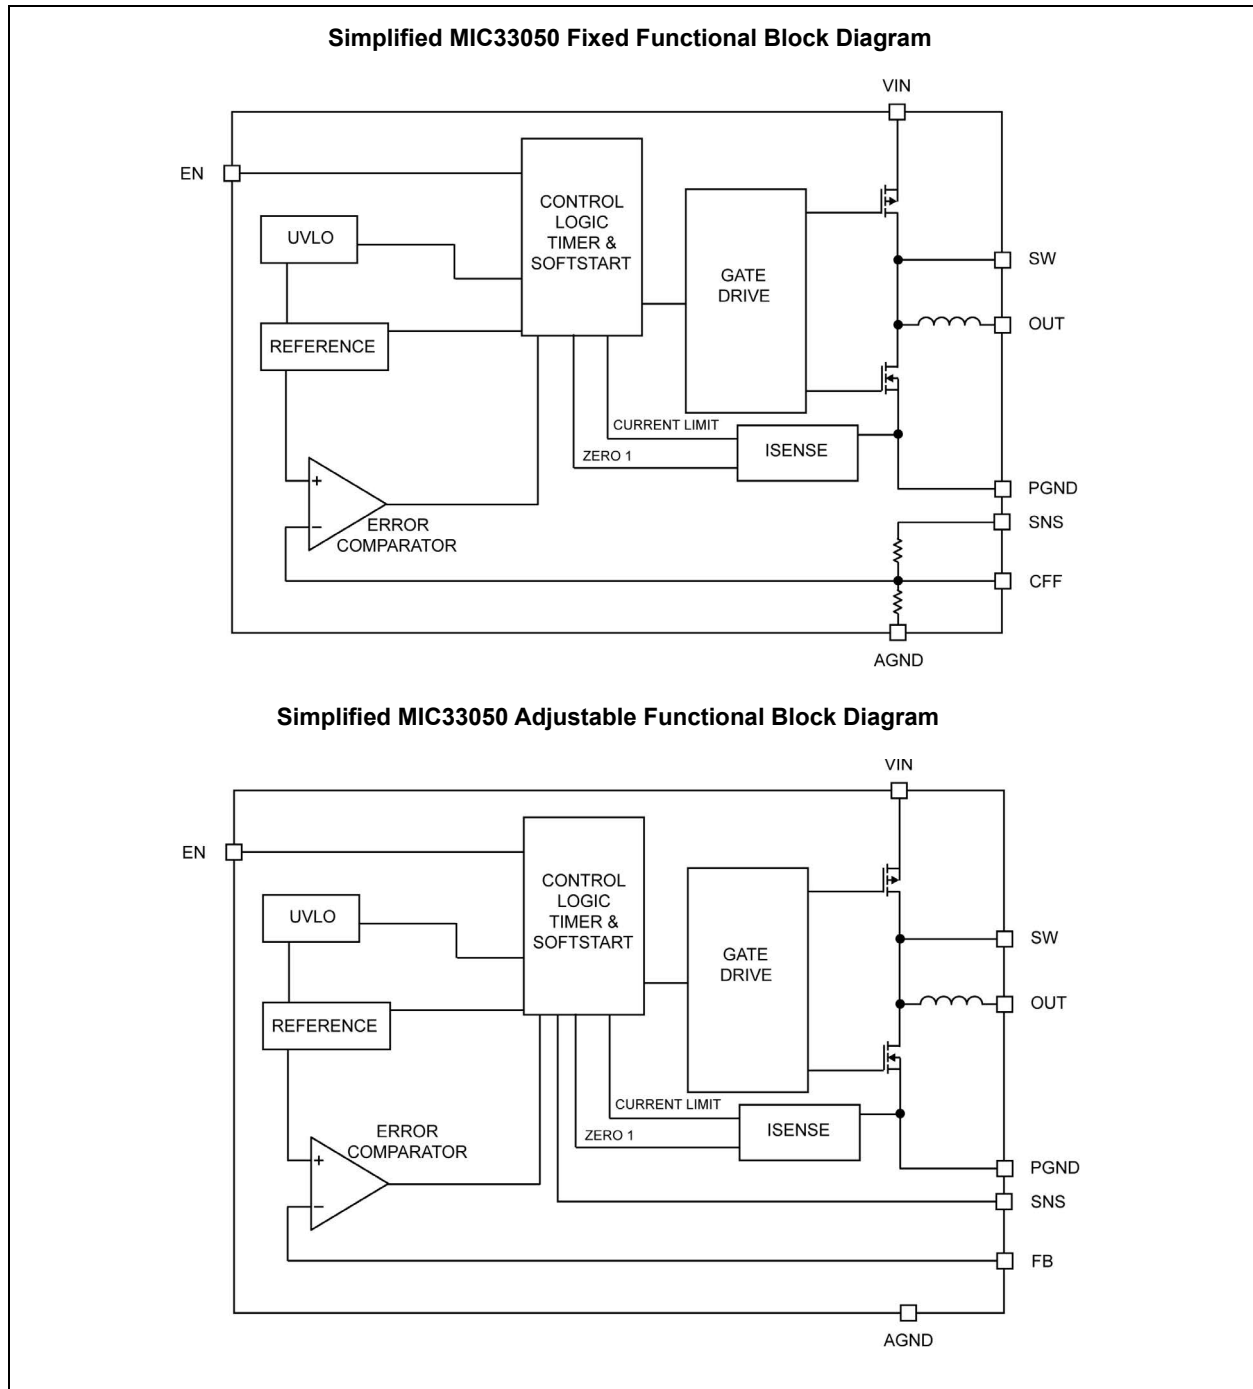 Simplified MIC33050 Fixed Functional Block Diagram
VIN
EN
CONTROL
LOGIC
TIMER &
SOFTSTART
UVLO
GATE
DRIVE
SW
OUT
REFERENCE
CURRENT LIMIT
ISENSE
ZERO 1
+
−
ERROR
COMPARATOR
PGND
SNS
CFF
AGND
Simplified MIC33050 Adjustable Functional Block Diagram
VIN
EN
CONTROL
LOGIC
TIMER &
SOFTSTART
UVLO
GATE
DRIVE
SW
OUT
REFERENCE
CURRENT LIMIT
ISENSE
ZERO 1
ERROR
COMPARATOR
+
−
PGND
SNS
FB
AGND